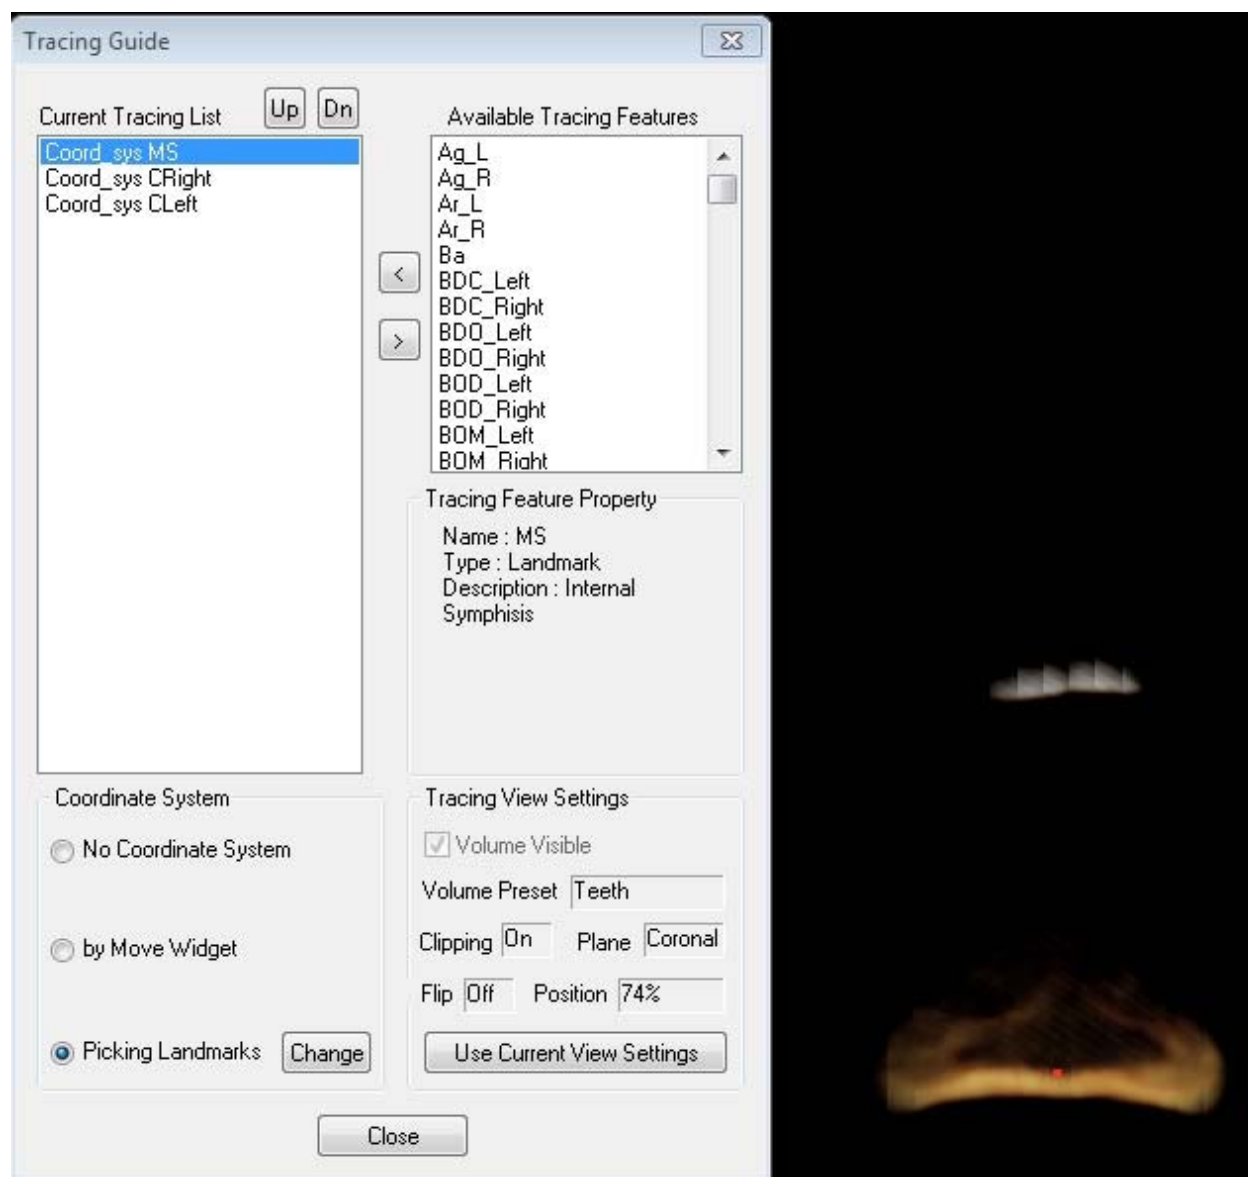 Tracing Guide
Current Tracing List
Up Dn
Available Tracing Features
Coord_sys MS
Coord_sys CRight
Coord_sys CLeft
<
>
Ag_L
Ag_R
Ar_L
Ar_R
Ba
BDC_Left
BDC_Right
BDO_Left
BDO_Right
BOD_Left
BOD_Right
BOM_Left
BOM_Right
Tracing Feature Property
Name : MS
Type : Landmark
Description : Internal
Symphisis
Coordinate System
No Coordinate System
by Move Widget
Picking Landmarks Change
Tracing View Settings
Volume Visible
Volume Preset Teeth
Clipping On Plane Coronal
Flip Off Position 74%
Use Current View Settings
Close